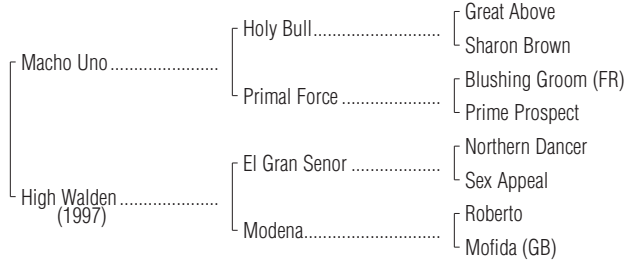 Great Above
Holy Bull..............................
Sharon Brown
Macho Uno .........................
Blushing Groom (FR)
Primal Force .......................
Prime Prospect
Northern Dancer
El Gran Senor .....................
Sex Appeal
High Walden .......................
(1997)
Roberto
Modena................................
Mofida (GB)